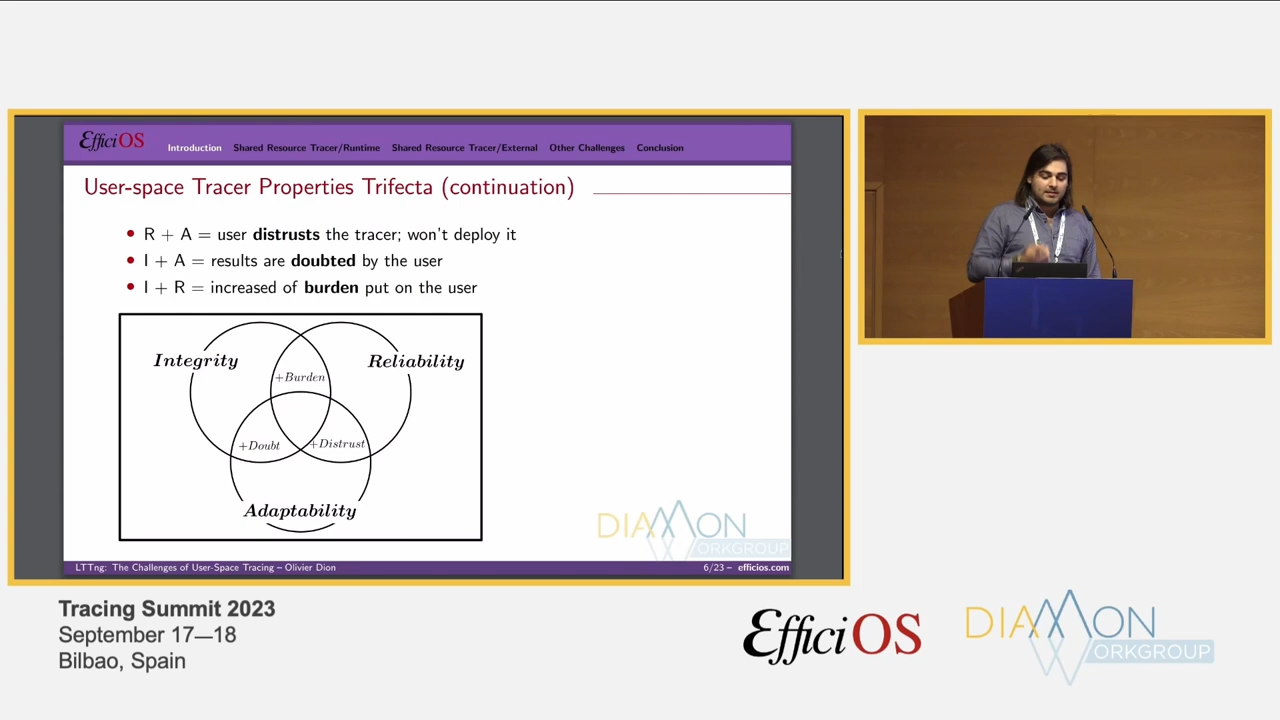 EfficiOS
Introduction Shared Resource Tracer/Runtime Shared Resource Tracer/External Other Challenges Conclusion
User-space Tracer Properties Trifecta (continuation)
R + A = user distrusts the tracer; won't deploy it
I + A = results are doubted by the user
I + R = increased of burden put on the user
Integrity
Reliability
+Burden
+Doubt
+Distrust
Adaptability
DIAMON
WORKGROUP
LTTng: The Challenges of User-Space Tracing – Olivier Dion
6/23 – efficios.com
Tracing Summit 2023
September 17—18
Bilbao, Spain
EfficiOS
DIAMON
WORKGROUP